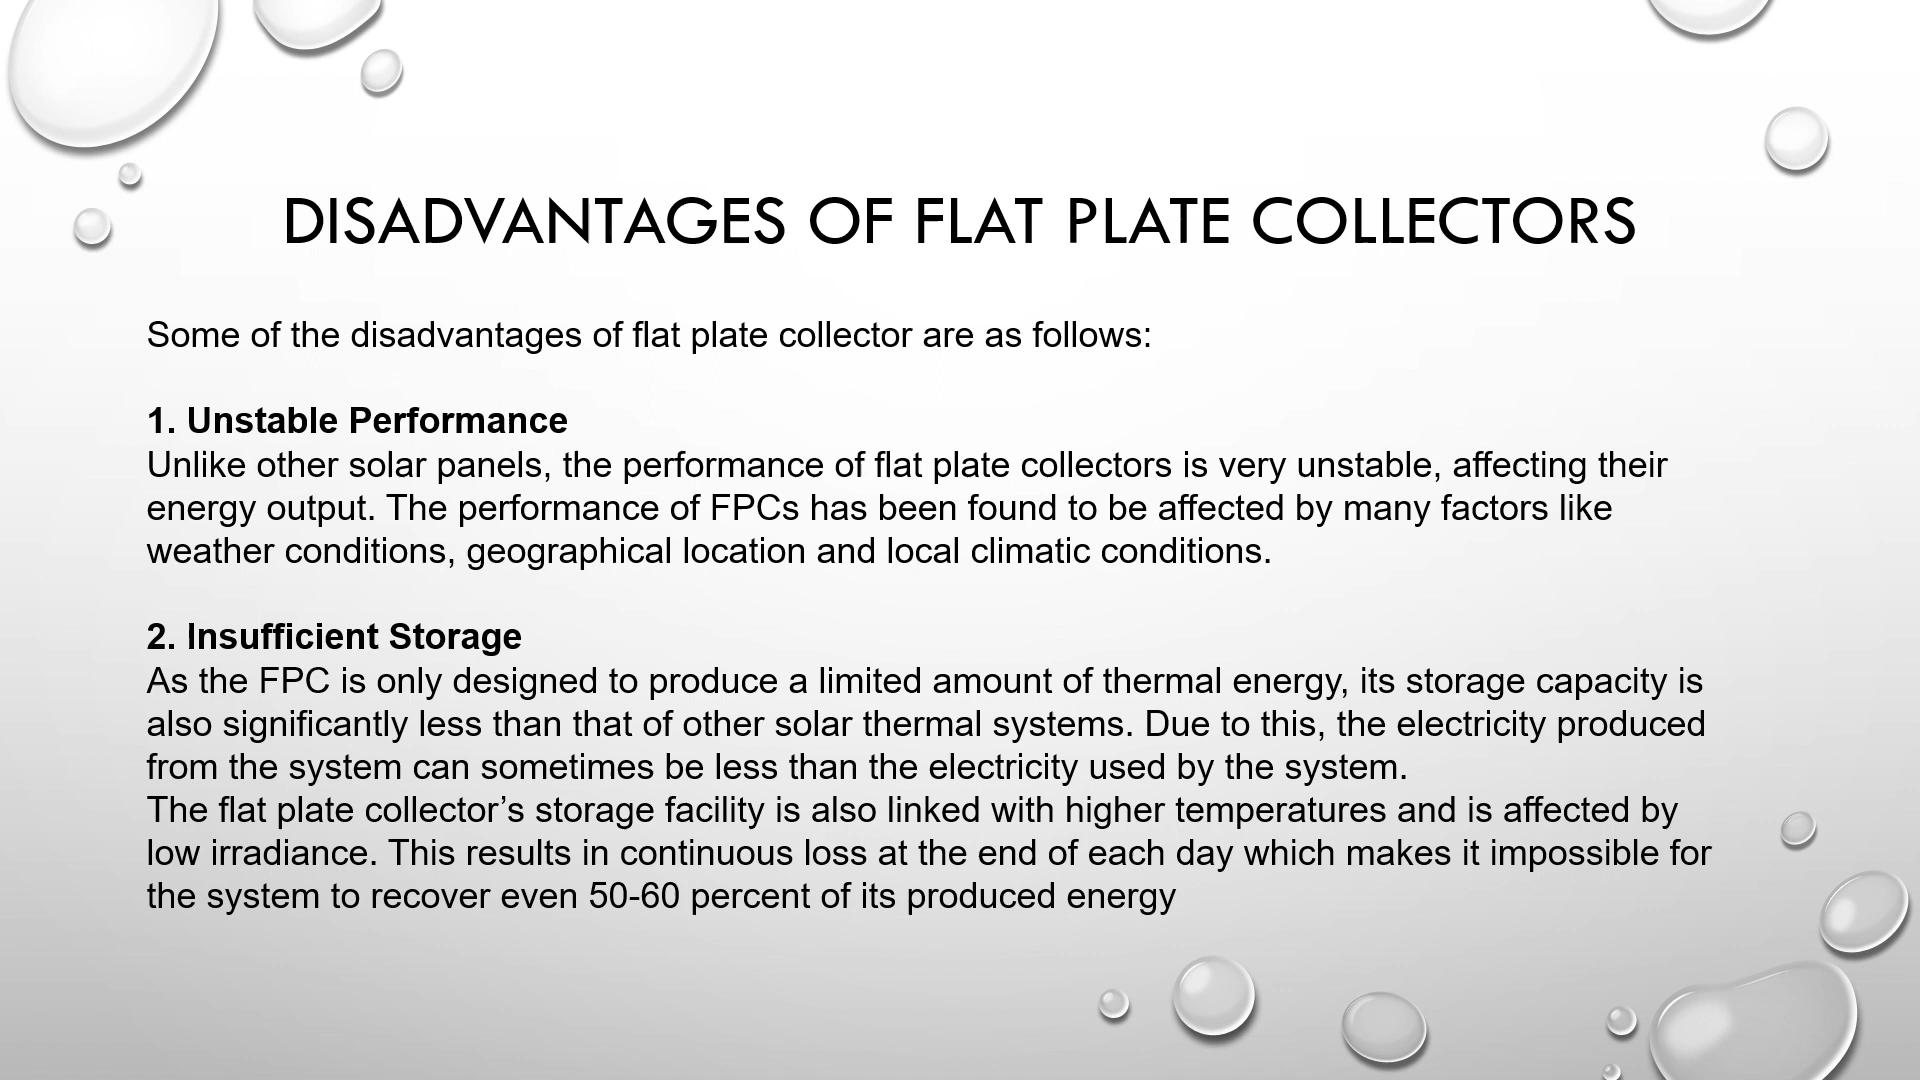 DISADVANTAGES OF FLAT PLATE COLLECTORS
Some of the disadvantages of flat plate collector are as follows:
1. Unstable Performance
Unlike other solar panels, the performance of flat plate collectors is very unstable, affecting their
energy output. The performance of FPCs has been found to be affected by many factors like
weather conditions, geographical location and local climatic conditions.
2. Insufficient Storage
As the FPC is only designed to produce a limited amount of thermal energy, its storage capacity is
also significantly less than that of other solar thermal systems. Due to this, the electricity produced
from the system can sometimes be less than the electricity used by the system.
The flat plate collector’s storage facility is also linked with higher temperatures and is affected by
low irradiance. This results in continuous loss at the end of each day which makes it impossible for
the system to recover even 50-60 percent of its produced energy